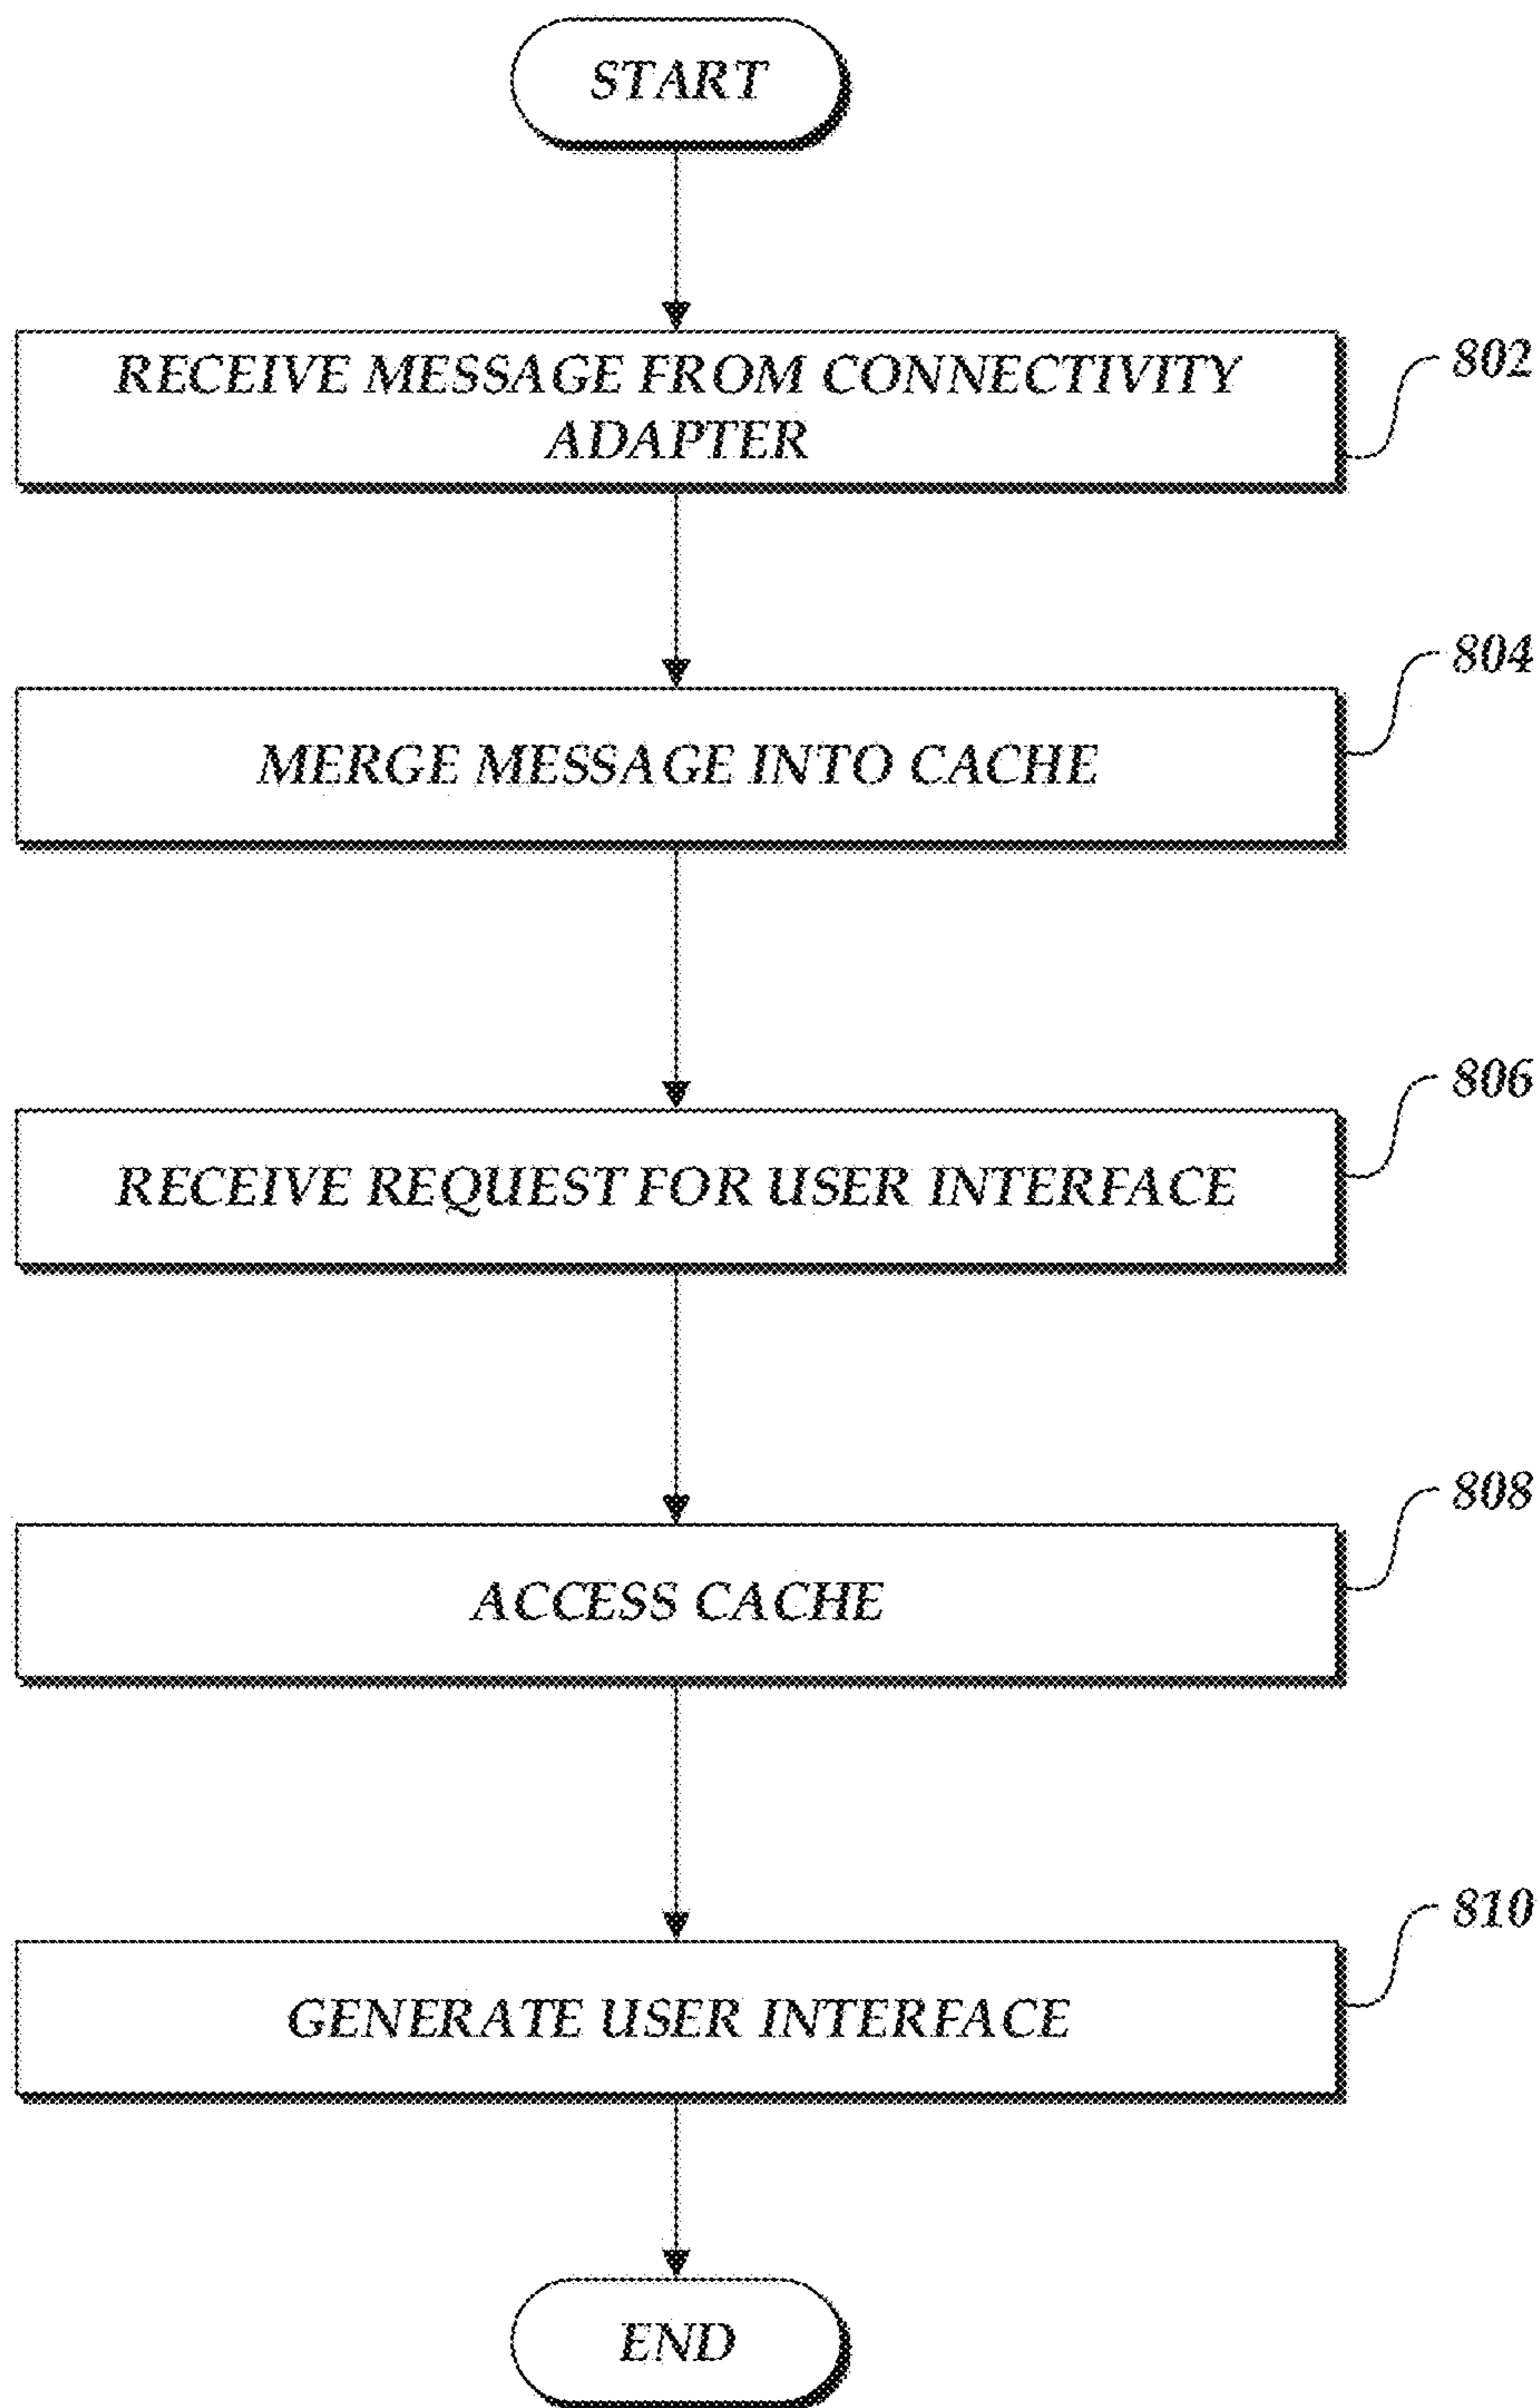 START
RECEIVE MESSAGE FROM CONNECTIVITY
ADAPTER
802
MERGE MESSAGE INTO CACHE
804
RECEIVE REQUEST FOR USER INTERFACE
806
ACCESS CACHE
808
GENERATE USER INTERFACE
810
END